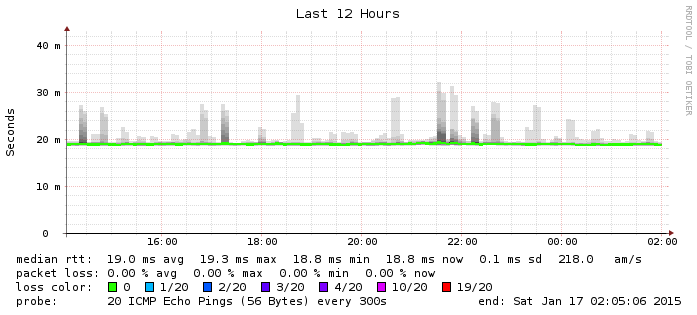 Last 12 Hours
RRDTOOL / TOBI OETIKER
Seconds
40 m
30 m
20 m
10 m
0
16:00 18:00 20:00 22:00 00:00 02:00
median rtt: 19.0 ms avg 19.3 ms max 18.8 ms min 18.8 ms now 0.1 ms sd 218.0 am/s
packet loss: 0.00 % avg 0.00 % max 0.00 % min 0.00 % now
loss color: 0 1/20 2/20 3/20 4/20 10/20 19/20
probe: 20 ICMP Echo Pings (56 Bytes) every 300s end: Sat Jan 17 02:05:06 2015